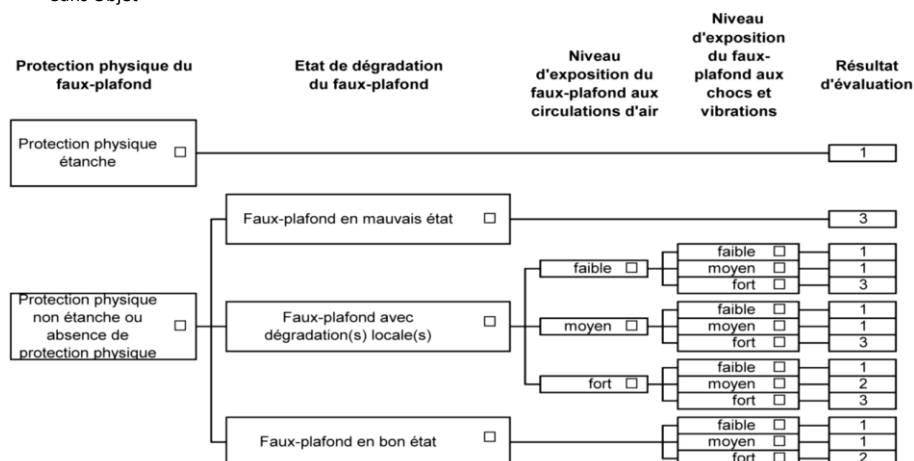 Sans Objet
Protection physique du
faux-plafond
Etat de dégradation
du faux-plafond
Niveau
d'exposition du
faux-plafond aux
circulations d'air
Niveau
d'exposition
du faux-
plafond aux
chocs et
vibrations
Résultat
d'évaluation
Protection physique
étanche
1
Faux-plafond en mauvais état
3
Protection physique
non étanche ou
absence de
protection physique
Faux-plafond avec
dégradation(s) locale(s)
faible
faible 1
moyen 1
fort 3
moyen
faible 1
moyen 1
fort 3
fort
faible 1
moyen 2
fort 3
Faux-plafond en bon état
faible 1
moyen 1
fort 2